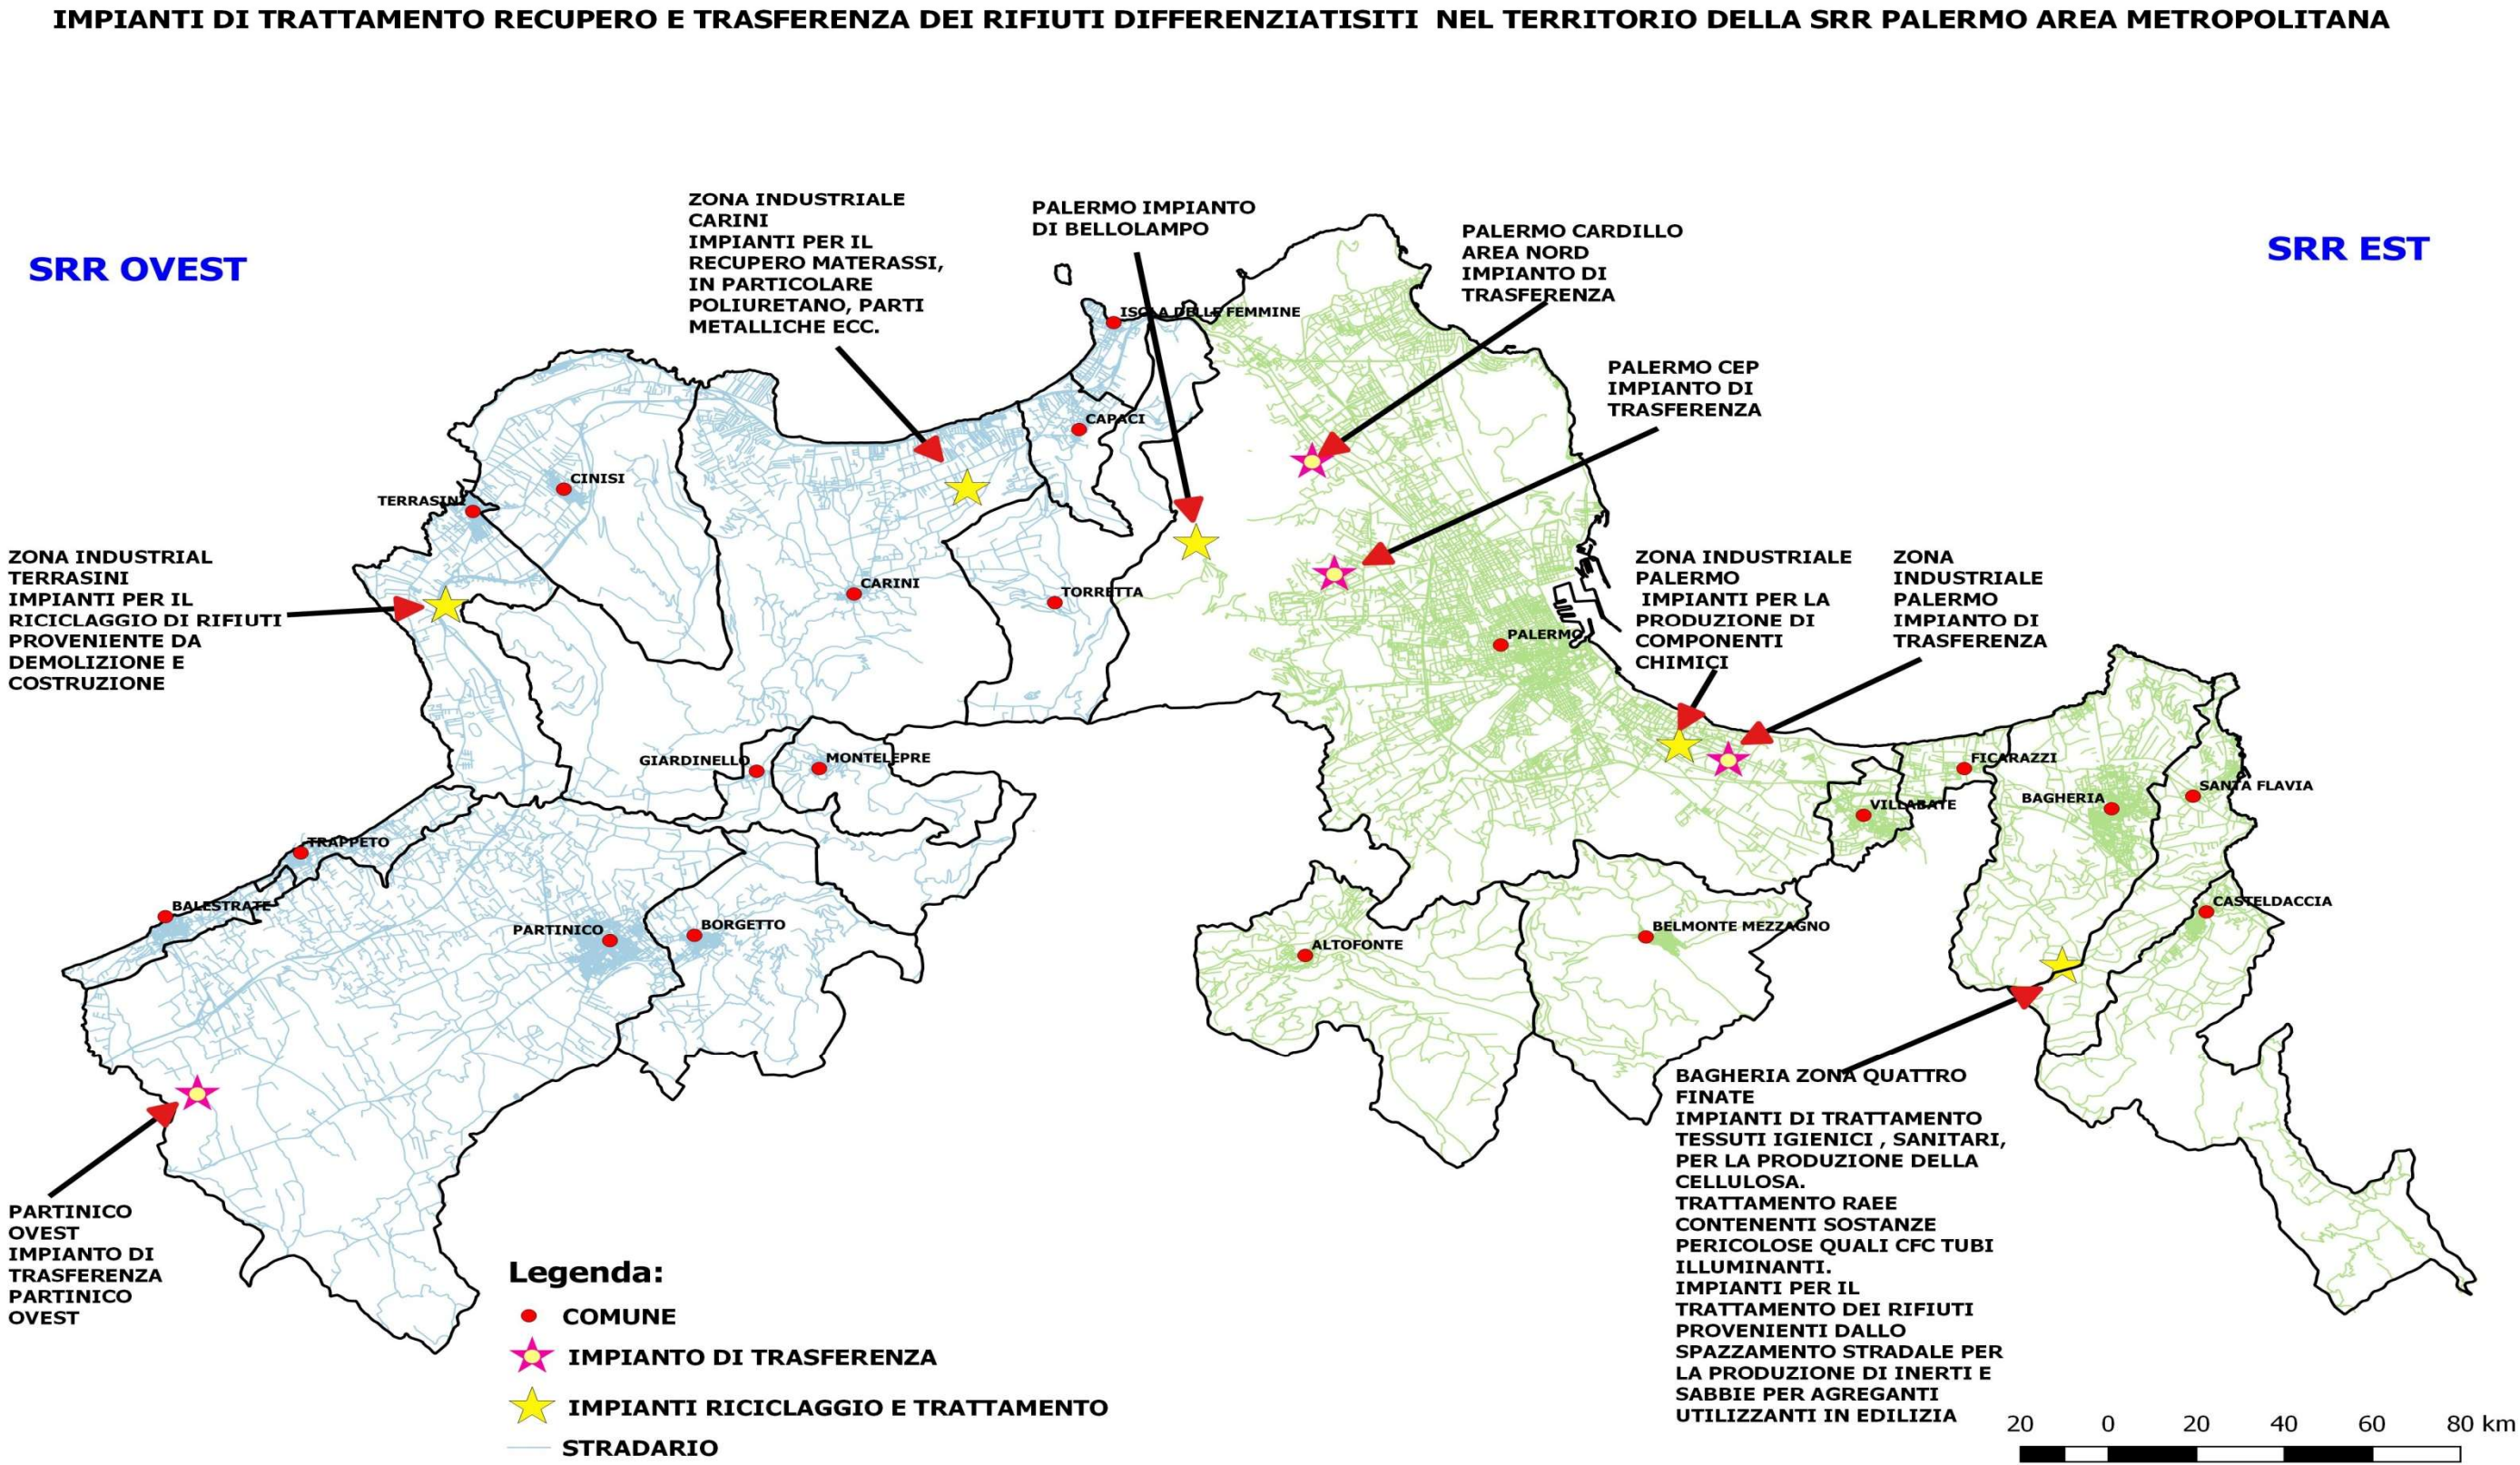 IMPIANTI DI TRATTAMENTO RECUPERO E TRASFERENZA DEI RIFIUTI DIFFERENZIATISITI NEL TERRITORIO DELLA SRR PALERMO AREA METROPOLITANA
SRR OVEST
ZONA INDUSTRIALE
CARINI
IMPIANTI PER IL
RECUPERO MATERASSI,
IN PARTICOLARE
POLIURETANO, PARTI
METALLICHE ECC.
PALERMO IMPIANTO
DI BELLOLAMPO
PALERMO CARDILLO
AREA NORD
IMPIANTO DI
TRASFERENZA
SRR EST
PALERMO CEP
IMPIANTO DI
TRASFERENZA
ISOLA DELLE FEMMINE
CAPACI
CINISI
TERRASINI
CARINI
TORRETTA
ZONA INDUSTRIAL
TERRASINI
IMPIANTI PER IL
RICICLAGGIO DI RIFIUTI
PROVENIENTE DA
DEMOLIZIONE E
COSTRUZIONE
ZONA INDUSTRIALE
PALERMO
IMPIANTI PER LA
PRODUZIONE DI
COMPONENTI
CHIMICI
ZONA
INDUSTRIALE
PALERMO
IMPIANTO DI
TRASFERENZA
PALERMO
GIARDINELLO
MONTELEPRE
FICARAZZI
SANTA FLAVIA
BAGHERIA
VILLABATE
TRAPPETO
BALESTRATE
PARTINICO
BORGETTO
ALTOFONTE
BELMONTE MEZZAGNO
CASTELDACCIA
PARTINICO
OVEST
IMPIANTO DI
TRASFERENZA
PARTINICO
OVEST
BAGHERIA ZONA QUATTRO
FINATE
IMPIANTI DI TRATTAMENTO
TESSUTI IGIENICI , SANITARI,
PER LA PRODUZIONE DELLA
CELLULOSA.
TRATTAMENTO RAEE
CONTENENTI SOSTANZE
PERICOLOSE QUALI CFC TUBI
ILLUMINANTI.
IMPIANTI PER IL
TRATTAMENTO DEI RIFIUTI
PROVENIENTI DALLO
SPAZZAMENTO STRADALE PER
LA PRODUZIONE DI INERTI E
SABBIE PER AGREGANTI
UTILIZZANTI IN EDILIZIA
Legenda:
COMUNE
IMPIANTO DI TRASFERENZA
IMPIANTI RICICLAGGIO E TRATTAMENTO
STRADARIO
20 0 20 40 60 80 km